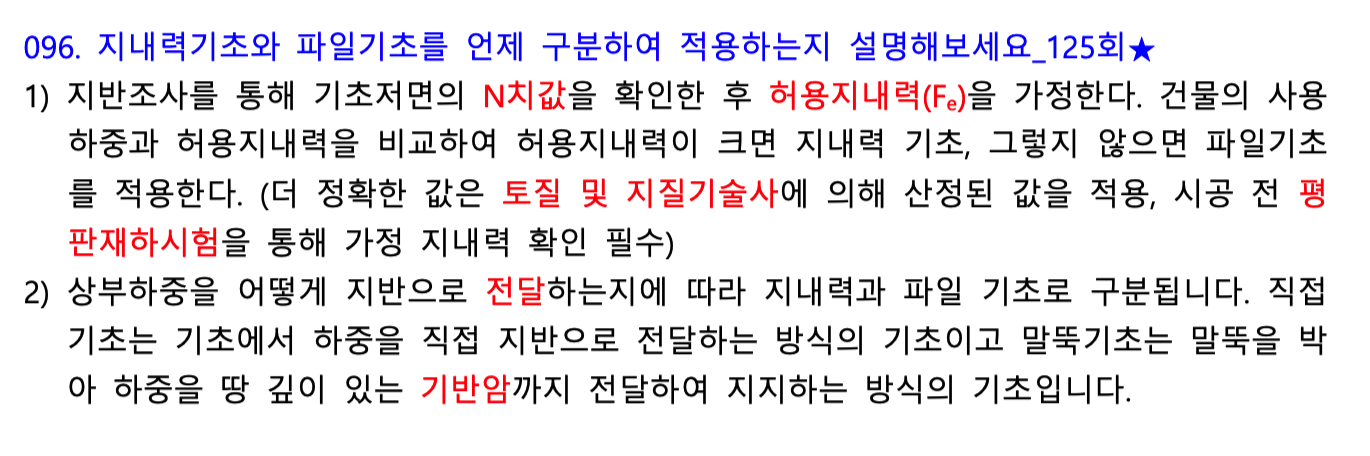 096. 지내력기초와 파일기초를 언제 구분하여 적용하는지 설명해보세요_125회★
1) 지반조사를 통해 기초저면의 N치값을 확인한 후 허용지내력(Fₑ)을 가정한다. 건물의 사용
하중과 허용지내력을 비교하여 허용지내력이 크면 지내력 기초, 그렇지 않으면 파일기초
를 적용한다. (더 정확한 값은 토질 및 지질기술사에 의해 산정된 값을 적용, 시공 전 평
판재하시험을 통해 가정 지내력 확인 필수)
2) 상부하중을 어떻게 지반으로 전달하는지에 따라 지내력과 파일 기초로 구분됩니다. 직접
기초는 기초에서 하중을 직접 지반으로 전달하는 방식의 기초이고 말뚝기초는 말뚝을 박
아 하중을 땅 깊이 있는 기반암까지 전달하여 지지하는 방식의 기초입니다.